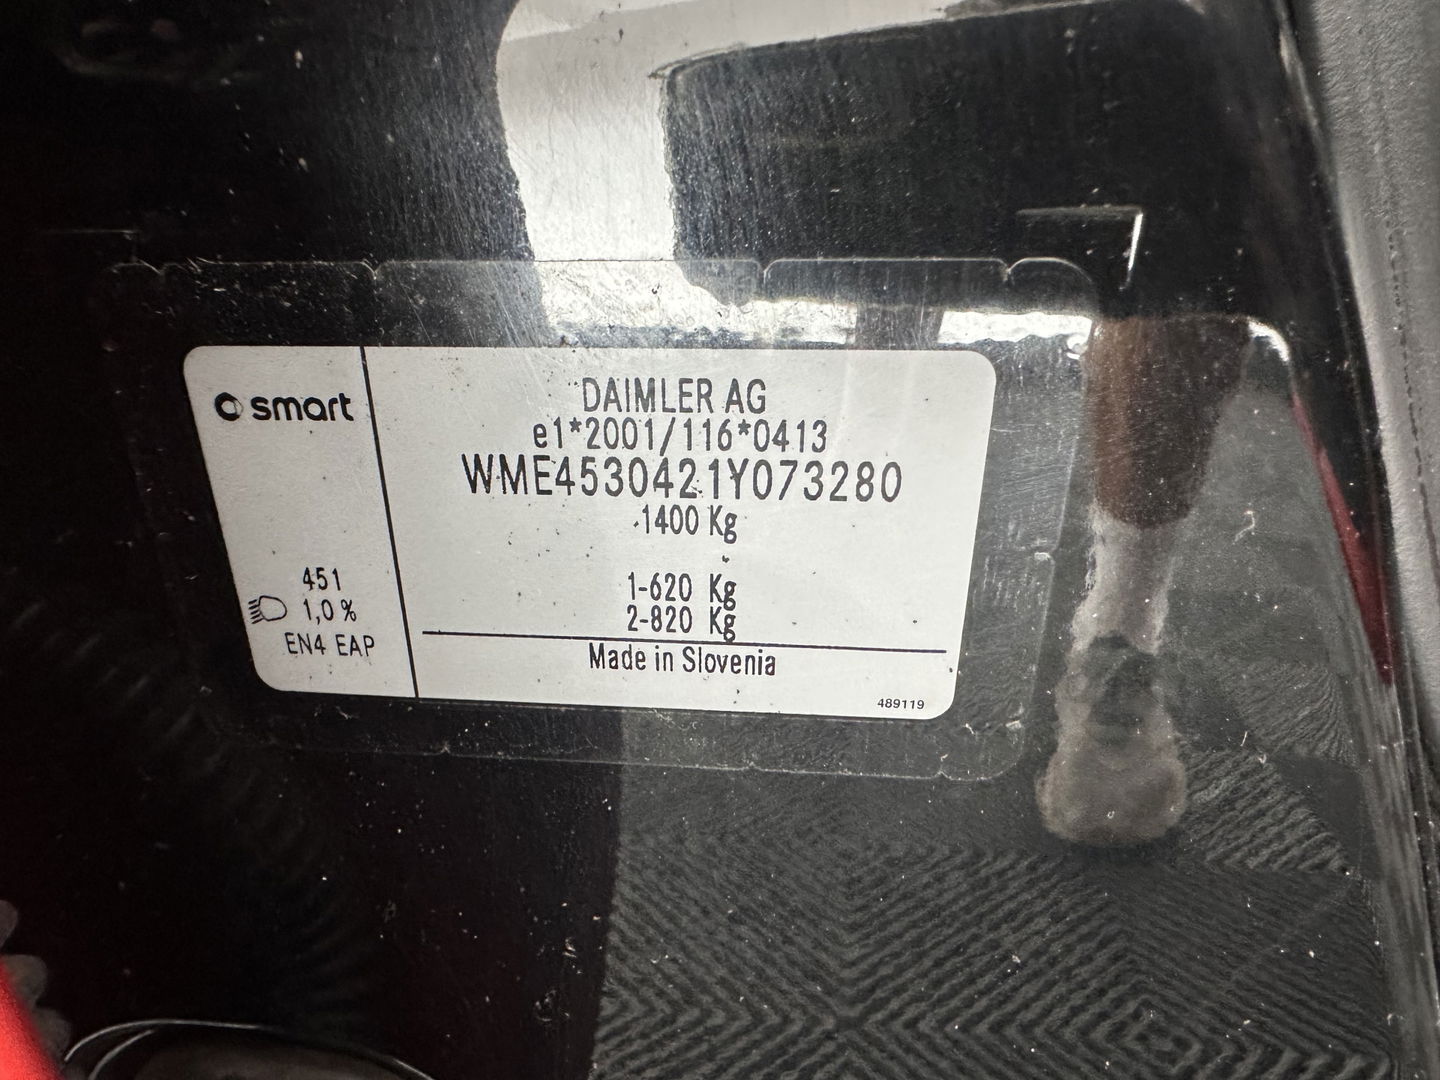 smart
DAIMLER AG
e1*2001/116*0413
WME4530421Y073280
1400 Kg
1-620 Kg
2-820 Kg
451
1,0%
EN4 EAP
Made in Slovenia
489119